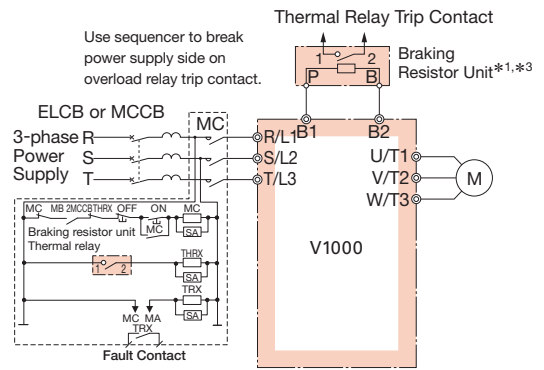 Thermal Relay Trip Contact
Use sequencer to break
power supply side on
overload relay trip contact.
1 2
P B
Braking
Resistor Unit*1,*3
ELCB or MCCB
MC
3-phase
Power
Supply
R
S
T
R/L1
S/L2
T/L3
B1 B2
U/T1
V/T2
W/T3
M
V1000
MC MB 2MCCBTHRX OFF ON MC
MC
SA
Braking resistor unit
Thermal relay
1 2
THRX
SA
TRX
SA
MC MA
TRX
Fault Contact